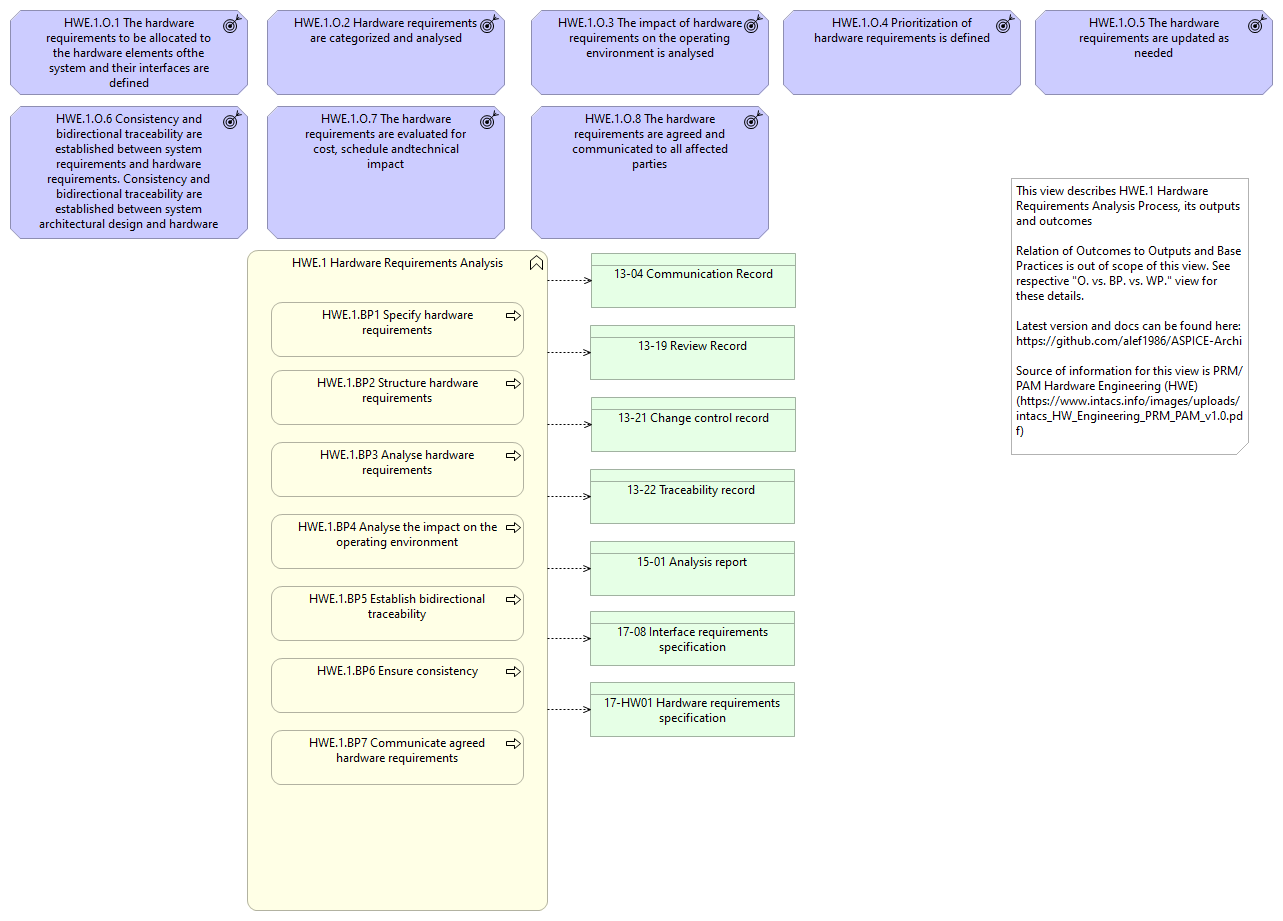 HWE.1.O.1 The hardware
requirements to be allocated to
the hardware elements ofthe
system and their interfaces are
defined
HWE.1.O.2 Hardware requirements
are categorized and analysed
HWE.1.O.3 The impact of hardware
requirements on the operating
environment is analysed
HWE.1.O.4 Prioritization of
hardware requirements is defined
HWE.1.O.5 The hardware
requirements are updated as
needed
HWE.1.O.6 Consistency and
bidirectional traceability are
established between system
requirements and hardware
requirements. Consistency and
bidirectional traceability are
established between system
architectural design and hardware
HWE.1.O.7 The hardware
requirements are evaluated for
cost, schedule andtechnical
impact
HWE.1.O.8 The hardware
requirements are agreed and
communicated to all affected
parties
This view describes HWE.1 Hardware
Requirements Analysis Process, its outputs
and outcomes
Relation of Outcomes to Outputs and Base
Practices is out of scope of this view. See
respective "O. vs. BP. vs. WP." view for
these details.
Latest version and docs can be found here:
https://github.com/alef1986/ASPICE-Archi
Source of information for this view is PRM/
PAM Hardware Engineering (HWE)
(https://www.intacs.info/images/uploads/
intacs_HW_Engineering_PRM_PAM_v1.0.pd
f)
HWE.1 Hardware Requirements Analysis
HWE.1.BP1 Specify hardware
requirements
HWE.1.BP2 Structure hardware
requirements
HWE.1.BP3 Analyse hardware
requirements
HWE.1.BP4 Analyse the impact on the
operating environment
HWE.1.BP5 Establish bidirectional
traceability
HWE.1.BP6 Ensure consistency
HWE.1.BP7 Communicate agreed
hardware requirements
13-04 Communication Record
13-19 Review Record
13-21 Change control record
13-22 Traceability record
15-01 Analysis report
17-08 Interface requirements
specification
17-HW01 Hardware requirements
specification